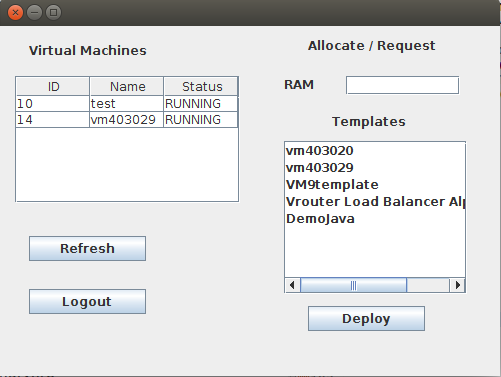 Virtual Machines
ID Name Status
10 test RUNNING
14 vm403029 RUNNING
Refresh
Logout
Allocate / Request
RAM
Templates
vm403020
vm403029
VM9template
Vrouter Load Balancer
DemoJava
Deploy